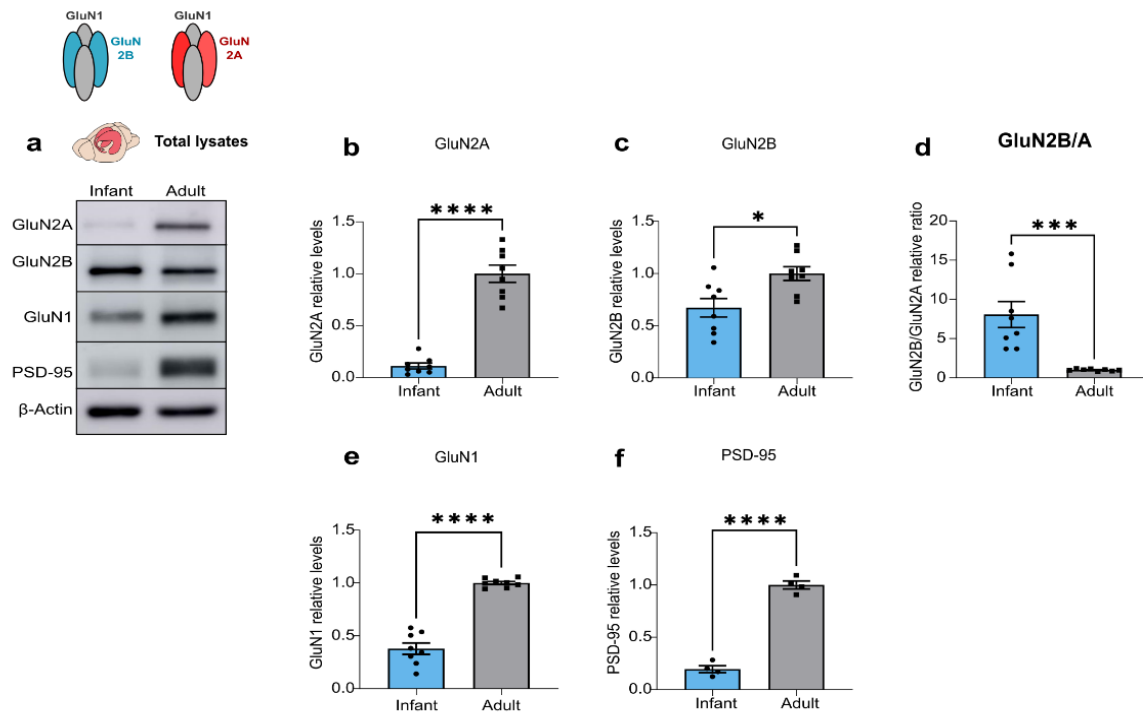 GluN1
GluN
2B
GluN1
GluN
2A
a
Total lysates
Infant Adult
GluN2A
GluN2B
GluN1
PSD-95
β-Actin
b
GluN2A
GluN2A relative levels
1.5
1.0
0.5
0.0
****
Infant Adult
c
GluN2B
GluN2B relative levels
1.5
1.0
0.5
0.0
*
Infant Adult
d
GluN2B/A
GluN2B/GluN2A relative ratio
20
15
10
5
0
***
Infant Adult
e
GluN1
GluN1 relative levels
1.5
1.0
0.5
0.0
****
Infant Adult
f
PSD-95
PSD-95 relative levels
1.5
1.0
0.5
0.0
****
Infant Adult